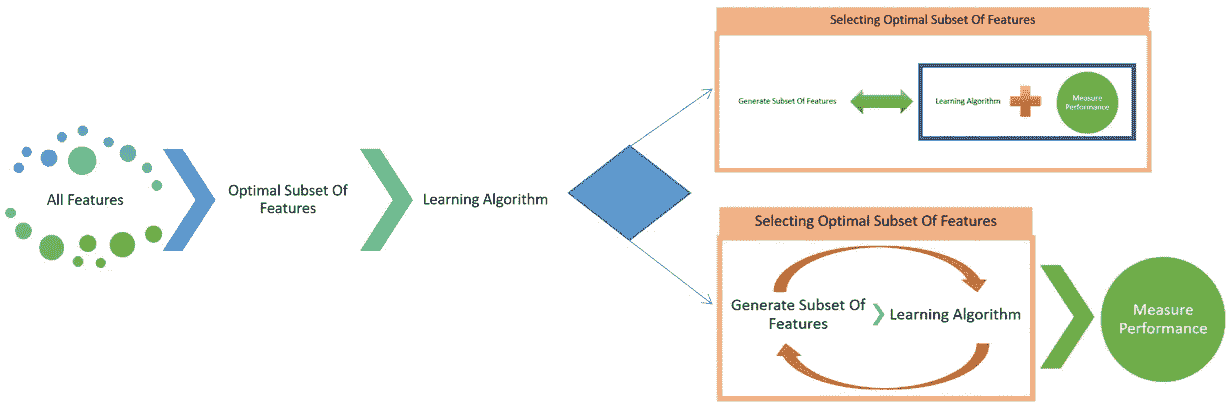 All Features
Optimal Subset Of
Features
Learning Algorithm
Selecting Optimal Subset Of Features
Generate Subset Of Features
Learning Algorithm
Measure
Performance
Selecting Optimal Subset Of Features
Generate Subset Of
Features
Learning Algorithm
Measure
Performance